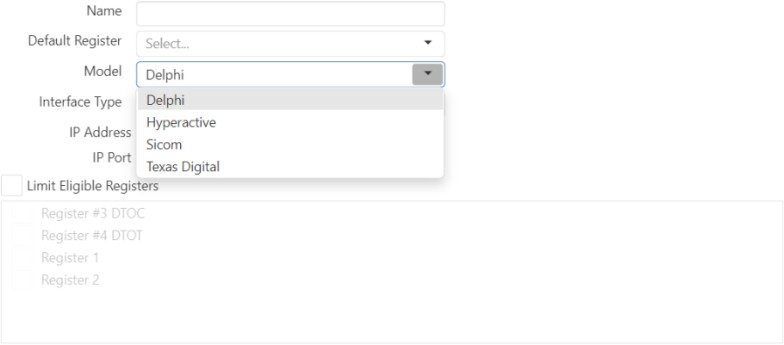 Name
Default Register Select...
Model Delphi
Interface Type Delphi
Hyperactive
IP Address Sicom
IP Port Texas Digital
Limit Eligible Registers
Register #3 DTOC
Register #4 DTOT
Register 1
Register 2